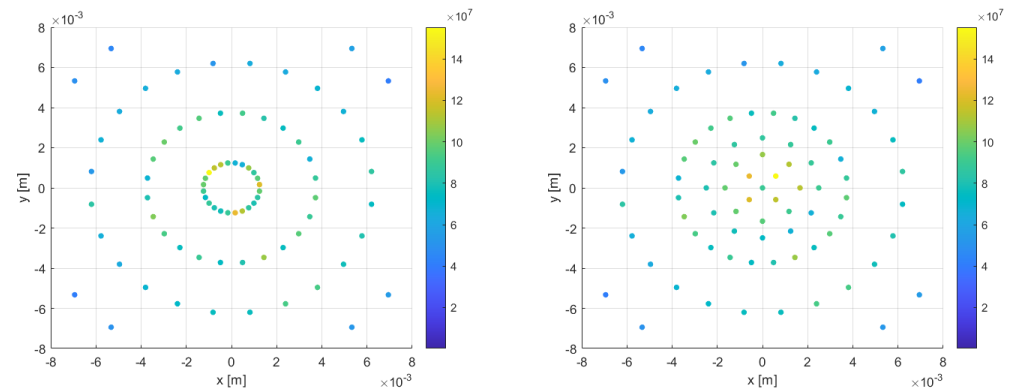 ×10⁻³ ×10⁷ ×10⁻³ ×10⁷
8 8
6 14 6 14
4 12 4 12
2 10 2 10
y [m] 0 8 y [m] 0 8
-2 6 -2 6
-4 4 -4 4
-6 2 -6 2
-8 -8
-8 -6 -4 -2 0 2 4 6 8 -8 -6 -4 -2 0 2 4 6 8
x [m] ×10⁻³ x [m] ×10⁻³